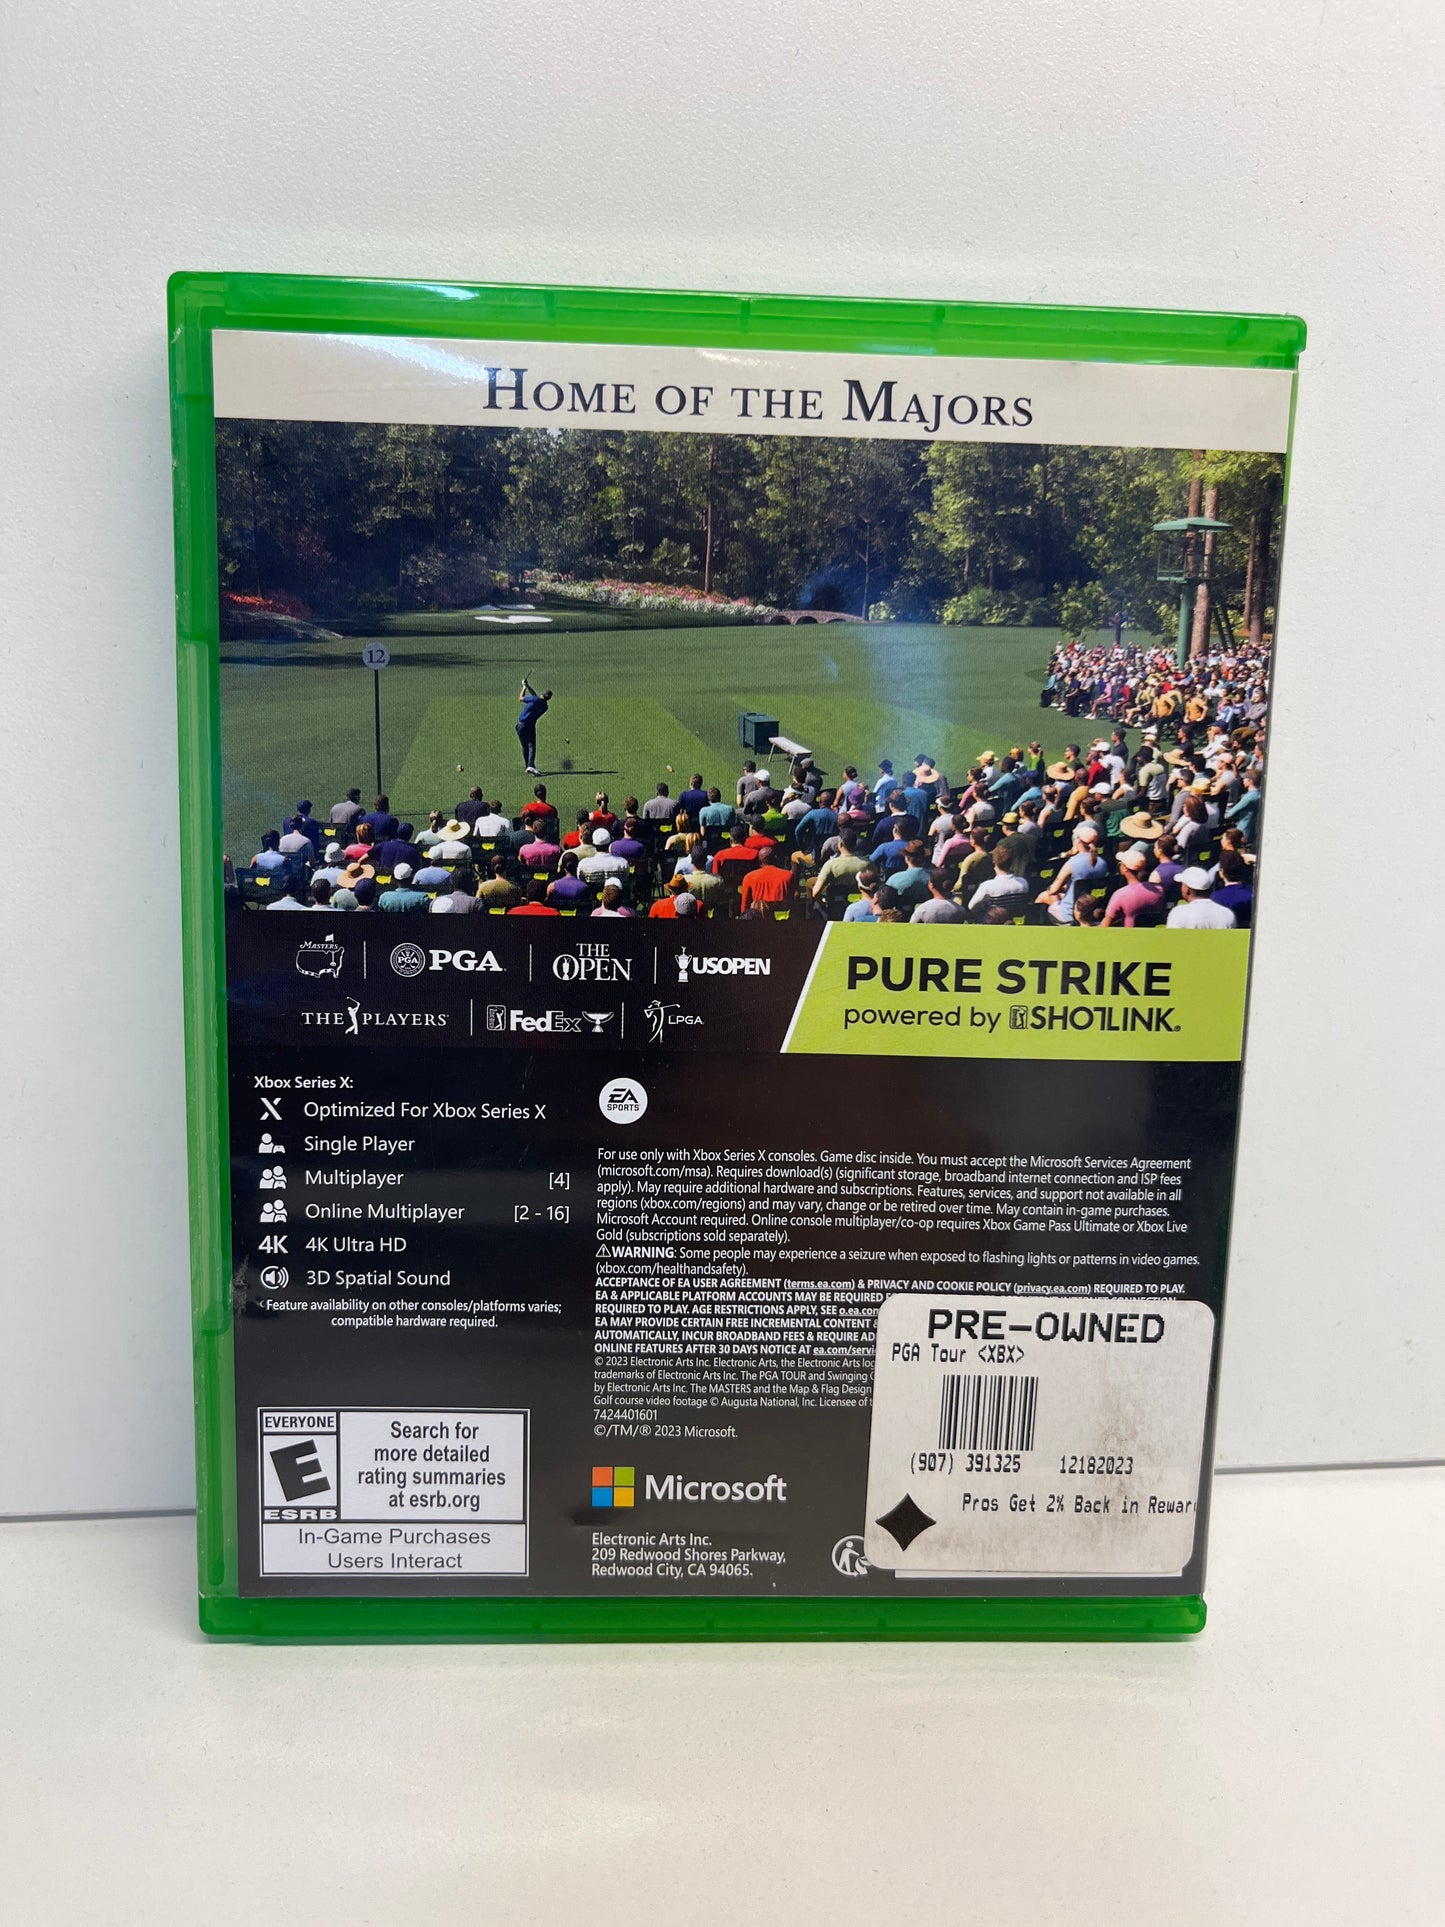 HOME OF THE MAJORS
12
MASTERS
PGA PGA
THE OPEN
USOPEN
THE PLAYERS
FedEx
LPGA
PURE STRIKE
powered by SHOTLINK®
Xbox Series X:
X Optimized For Xbox Series X
Single Player
Multiplayer [4]
Online Multiplayer [2 - 16]
4K 4K Ultra HD
3D Spatial Sound
Feature availability on other consoles/platforms varies;
compatible hardware required.
EA
SPORTS
For use only with Xbox Series X consoles. Game disc inside. You must accept the Microsoft Services Agreement
(microsoft.com/msa). Requires download(s) (significant storage, broadband internet connection and ISP fees
apply). May require additional hardware and subscriptions. Features, services, and support not available in all
regions (xbox.com/regions) and may vary, change or be retired over time. May contain in-game purchases.
Microsoft Account required. Online console multiplayer/co-op requires Xbox Game Pass Ultimate or Xbox Live
Gold (subscriptions sold separately).
⚠WARNING: Some people may experience a seizure when exposed to flashing lights or patterns in video games.
(xbox.com/healthandsafety).
ACCEPTANCE OF EA USER AGREEMENT (terms.ea.com) & PRIVACY AND COOKIE POLICY (privacy.ea.com) REQUIRED TO PLAY.
EA & APPLICABLE PLATFORM ACCOUNTS MAY BE REQUIRED
REQUIRED TO PLAY. AGE RESTRICTIONS APPLY, SEE o.ea.com
EA MAY PROVIDE CERTAIN FREE INCREMENTAL CONTENT &
AUTOMATICALLY, INCUR BROADBAND FEES & REQUIRE AD
ONLINE FEATURES AFTER 30 DAYS NOTICE AT ea.com/servi
© 2023 Electronic Arts Inc. Electronic Arts, the Electronic Arts log
trademarks of Electronic Arts Inc. The PGA TOUR and Swinging
by Electronic Arts Inc. The MASTERS and the Map & Flag Design
Golf course video footage © Augusta National, Inc. Licensee of
7424401601
©/TM/® 2023 Microsoft.
PRE-OWNED
PGA Tour <XBX>
(907) 391325 12182023
Pros Get 2% Back in Rewar
EVERYONE
E
ESRB
Search for
more detailed
rating summaries
at esrb.org
In-Game Purchases
Users Interact
Microsoft
Electronic Arts Inc.
209 Redwood Shores Parkway,
Redwood City, CA 94065.